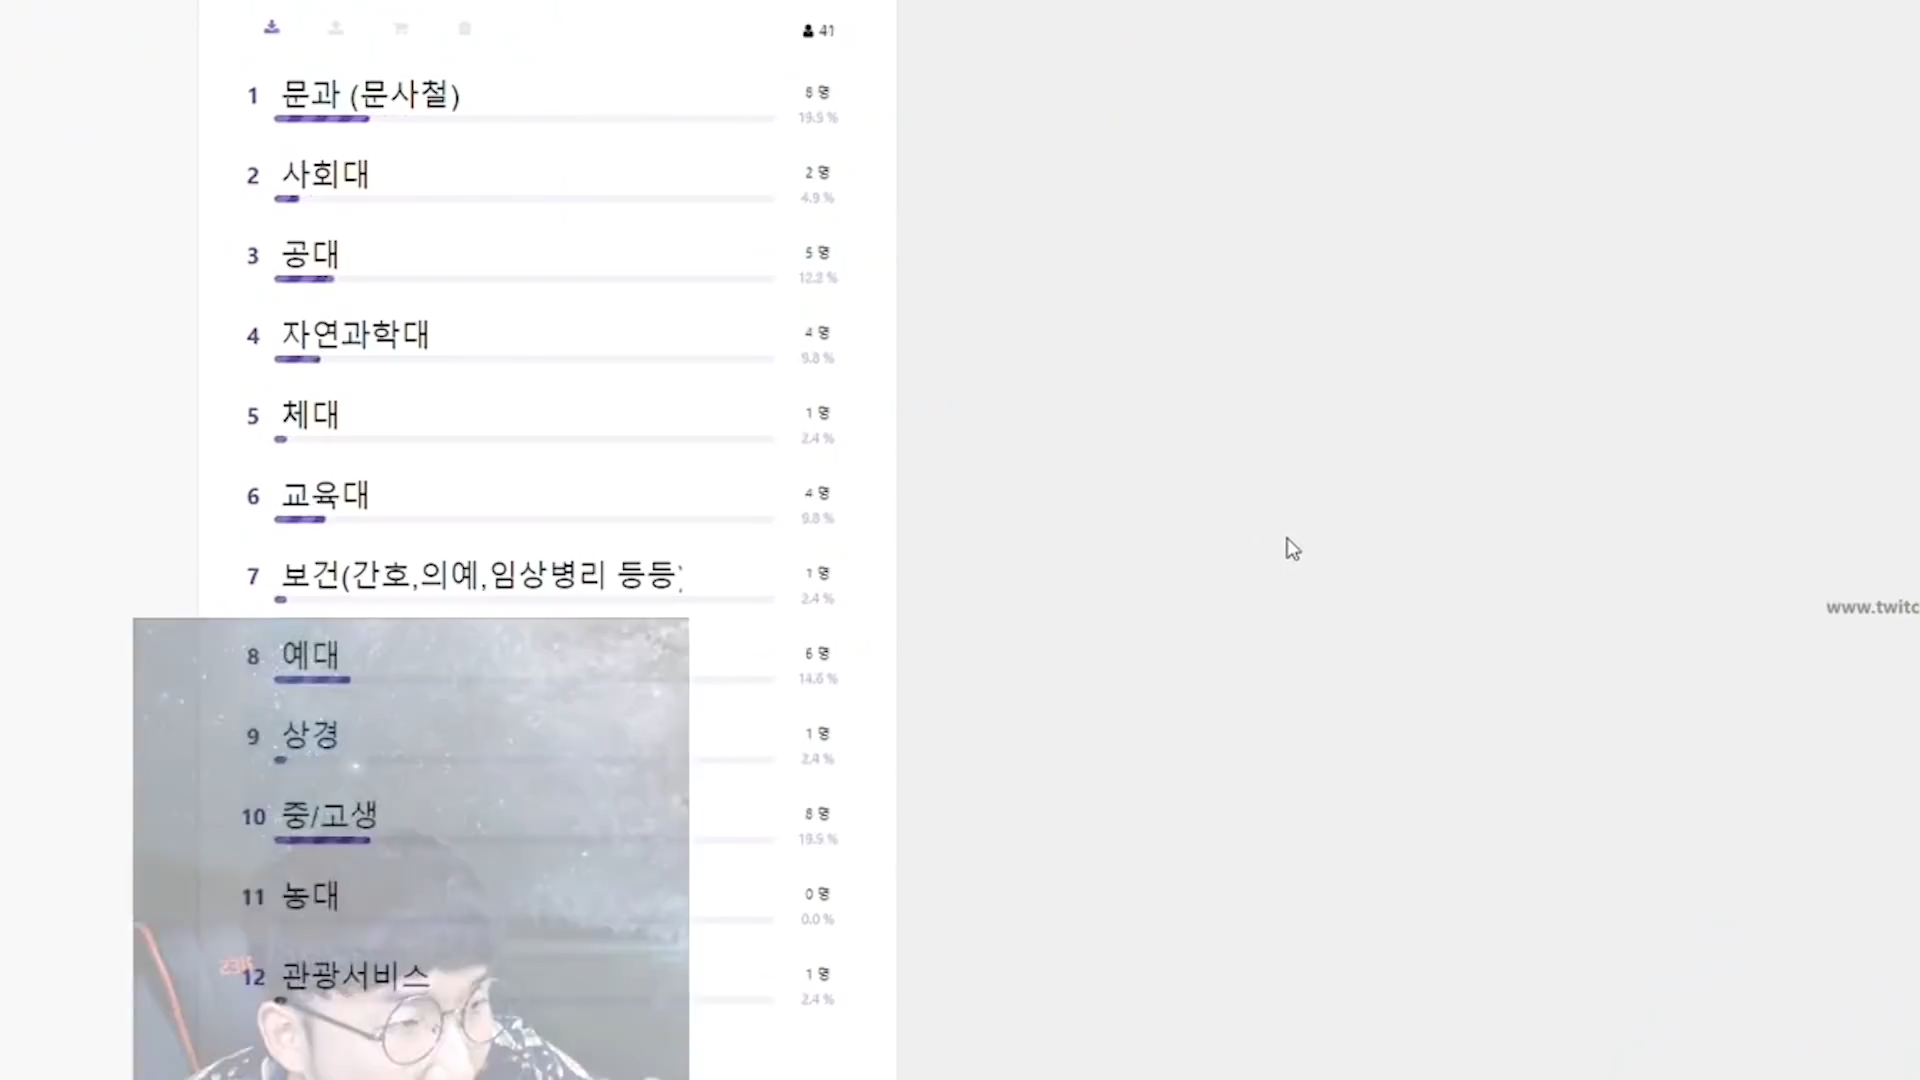 41
1 문과 (문사철) 8 명
19.5 %
2 사회대 2 명
4.9 %
3 공대 5 명
12.2 %
4 자연과학대 4 명
9.8 %
5 체대 1 명
2.4 %
6 교육대 4 명
9.8 %
7 보건(간호,의예,임상병리 등등) 1 명
2.4 %
8 예대 6 명
14.6 %
9 상경 1 명
2.4 %
10 중/고생 8 명
19.5 %
11 농대 0 명
0.0 %
12 관광서비스 1 명
2.4 %
www.twitc